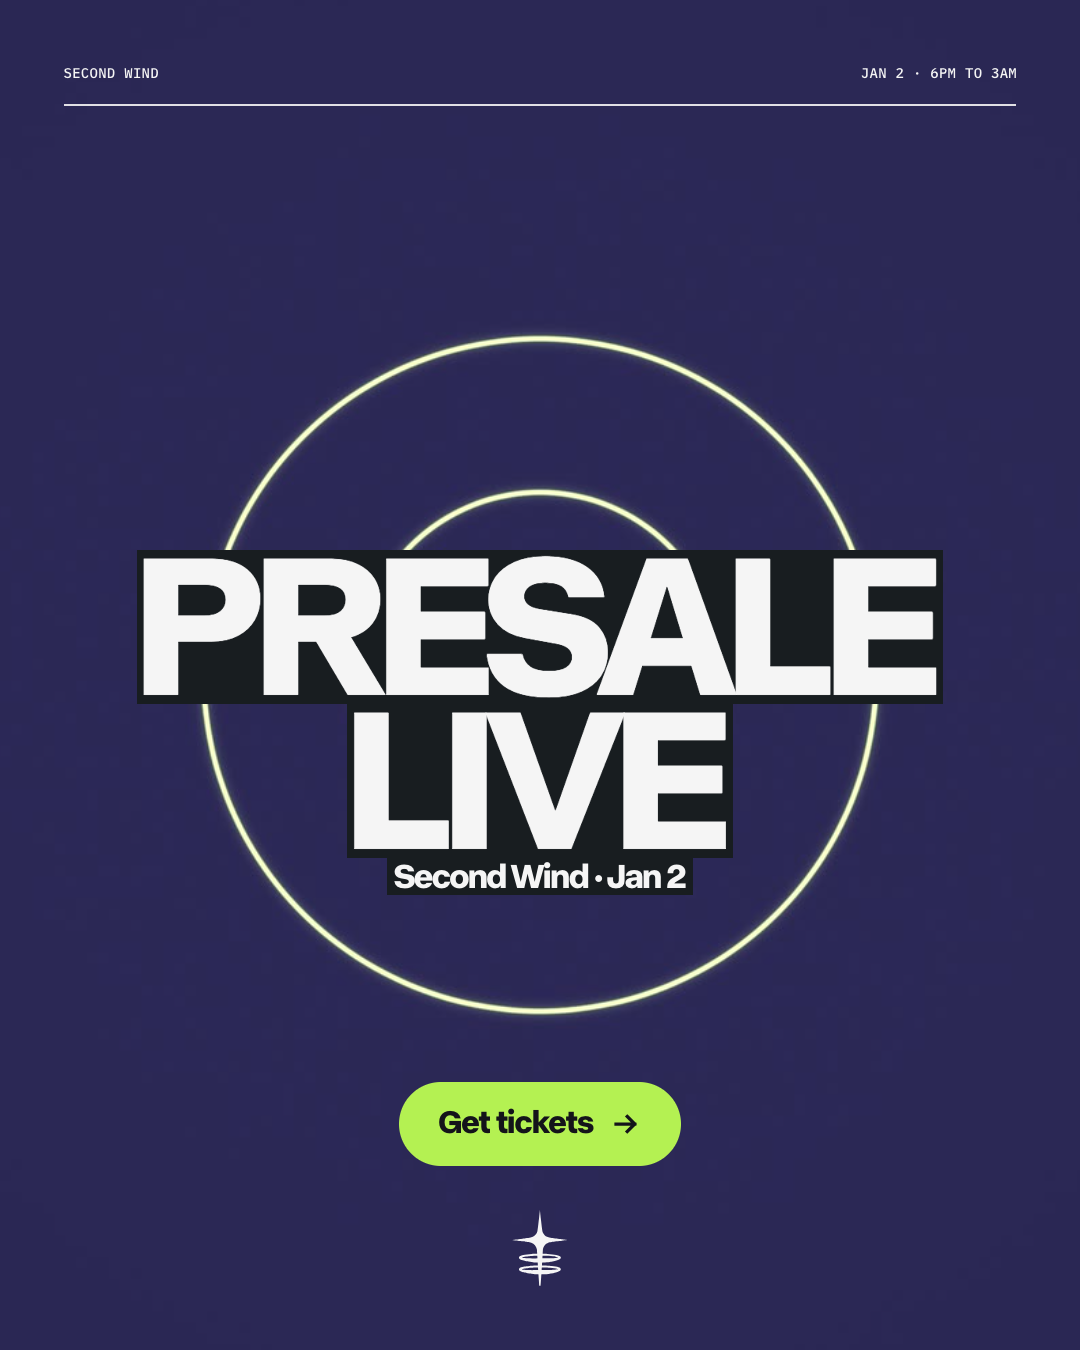 SECOND WIND
JAN 2 · 6PM TO 3AM
PRESALE
LIVE
Second Wind · Jan 2
Get tickets →